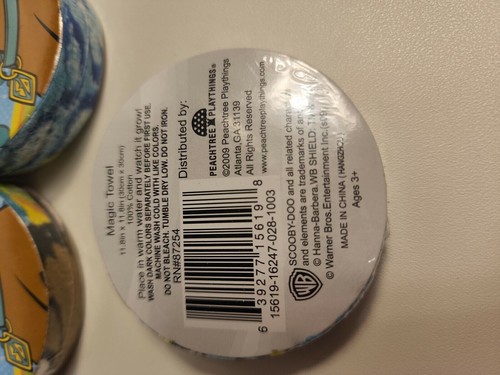 Magic Towel
11.8in x 11.8in (30cm x 30cm)
100% Cotton
Place in warm water and watch it grow!
WASH DARK COLORS SEPARATELY BEFORE FIRST USE.
MACHINE WASH COLD IN LIKE COLORS.
DO NOT BLEACH. TUMBLE DRY LOW. DO NOT IRON.
RN#87254
Distributed by:
PEACHTREE PLAYTHINGS®
©2009 Peachtree Playthings
Atlanta, GA 31139
All Rights Reserved
www.peachtreeplaythings.com
6 39277 15619 8
15619-16247-028-1003
SCOOBY-DOO and all related
and elements are trademarks of
© Hanna-Barbera. WB SHIELD:
© Warner Bros. Entertainment Inc.
WB
MADE IN CHINA (HANGZHOU)
Ages 3+
SD
SD